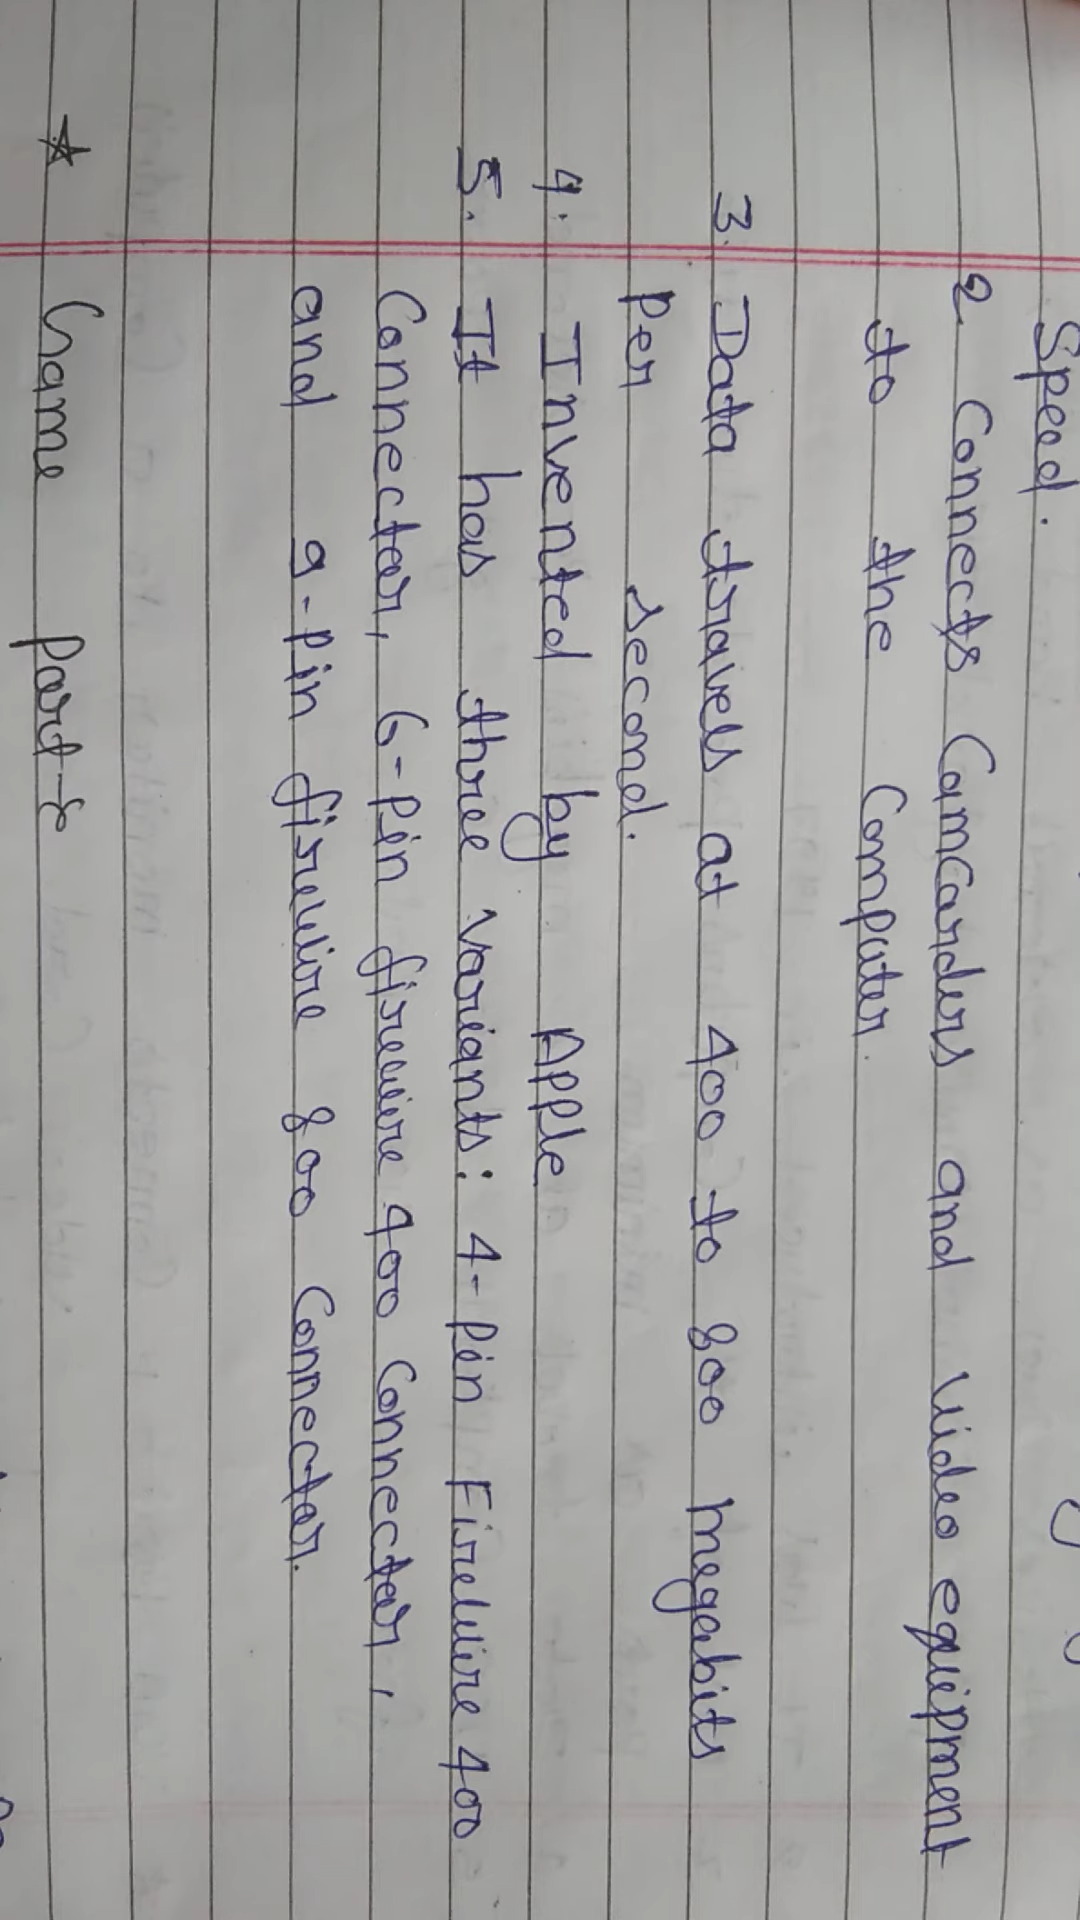 Speed.
2. Connects Camcorders and Video equipment
to the Computer.
3. Data travels at 400 to 800 megabits
Per second.
4. Invented by Apple
5. It has three variants: 4-Pin Firewire 400
Connector, 6-Pin firewire 400 Connector,
and 9-Pin firewire 800 Connector.
☆ Game Port :-